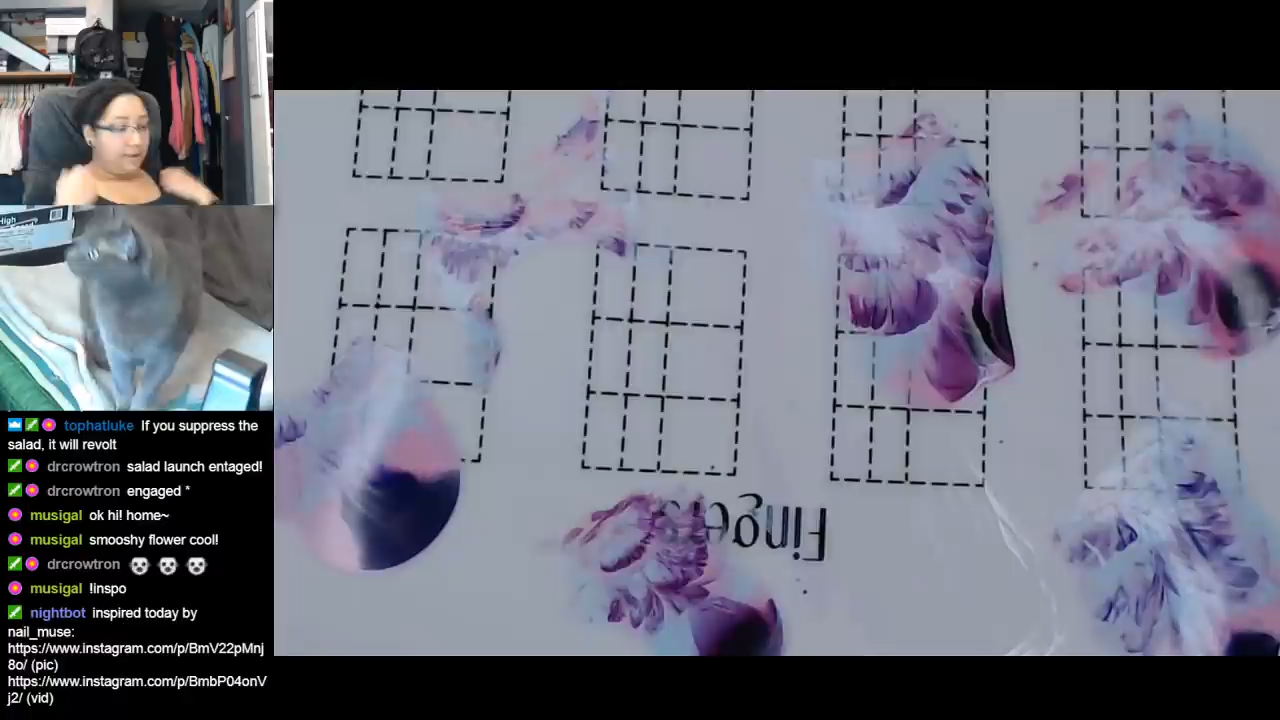 High
tophatluke If you suppress the
salad, it will revolt
drcrowtron salad launch entaged!
drcrowtron engaged *
musigal ok hi! home~
musigal smooshy flower cool!
drcrowtron
musigal !inspo
nightbot inspired today by
nail_muse:
https://www.instagram.com/p/BmV22pMnj
8o/ (pic)
https://www.instagram.com/p/BmbP04onV
j2/ (vid)
Fingers